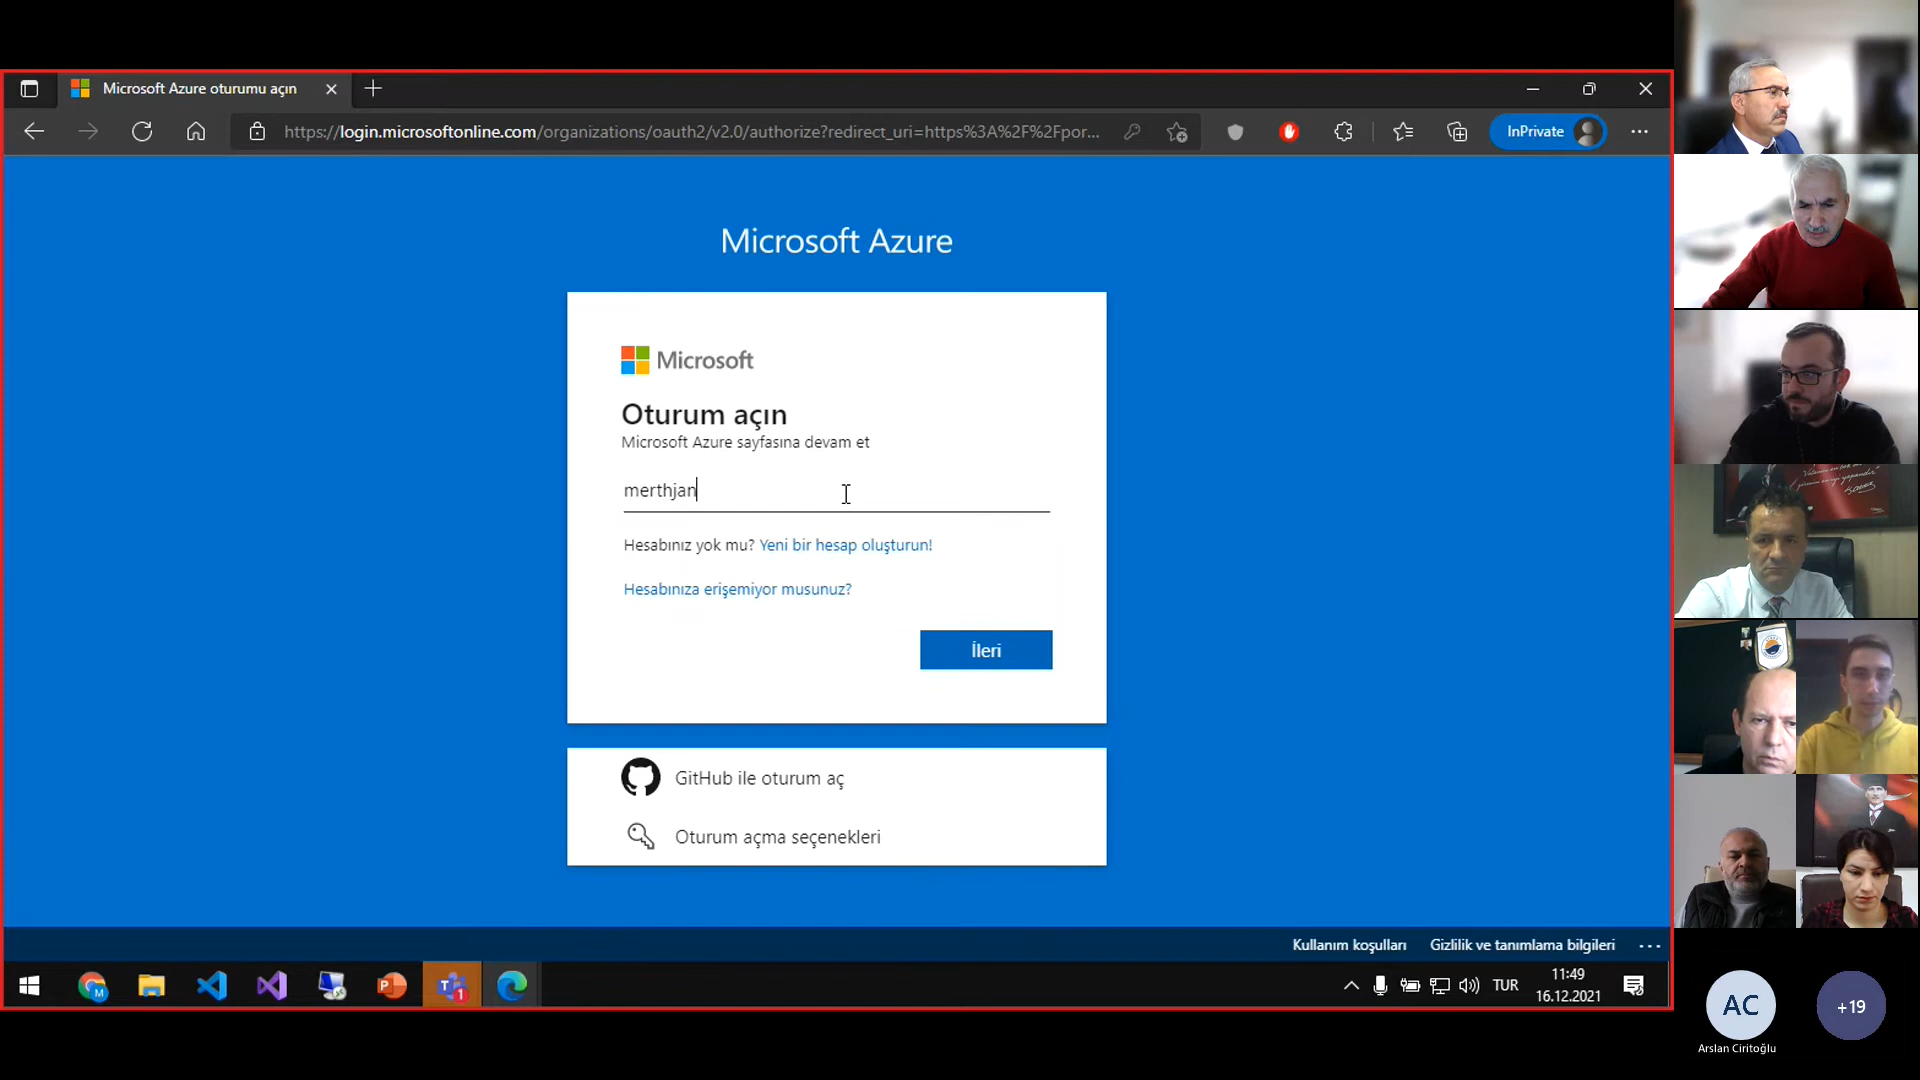 Microsoft Azure oturumu açın
https://login.microsoftonline.com/organizations/oauth2/v2.0/authorize?redirect_uri=https%3A%2F%2Fpor...
InPrivate
Microsoft Azure
Microsoft
Oturum açın
Microsoft Azure sayfasına devam et
merthjan
Hesabınız yok mu? Yeni bir hesap oluşturun!
Hesabınıza erişemiyor musunuz?
İleri
GitHub ile oturum aç
Oturum açma seçenekleri
Kullanım koşulları
Gizlilik ve tanımlama bilgileri
TUR
11:49
16.12.2021
AC
+19
Arslan Ciritoğlu